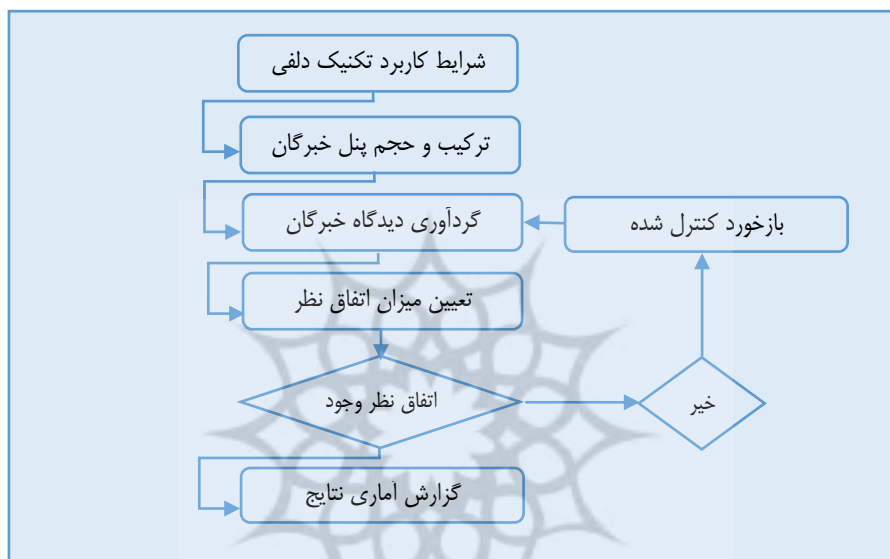 شرایط کاربرد تکنیک دلفی
ترکیب و حجم پنل خبرگان
گردآوری دیدگاه خبرگان
بازخورد کنترل شده
تعیین میزان اتفاق نظر
اتفاق نظر وجود
خیر
گزارش آماری نتایج